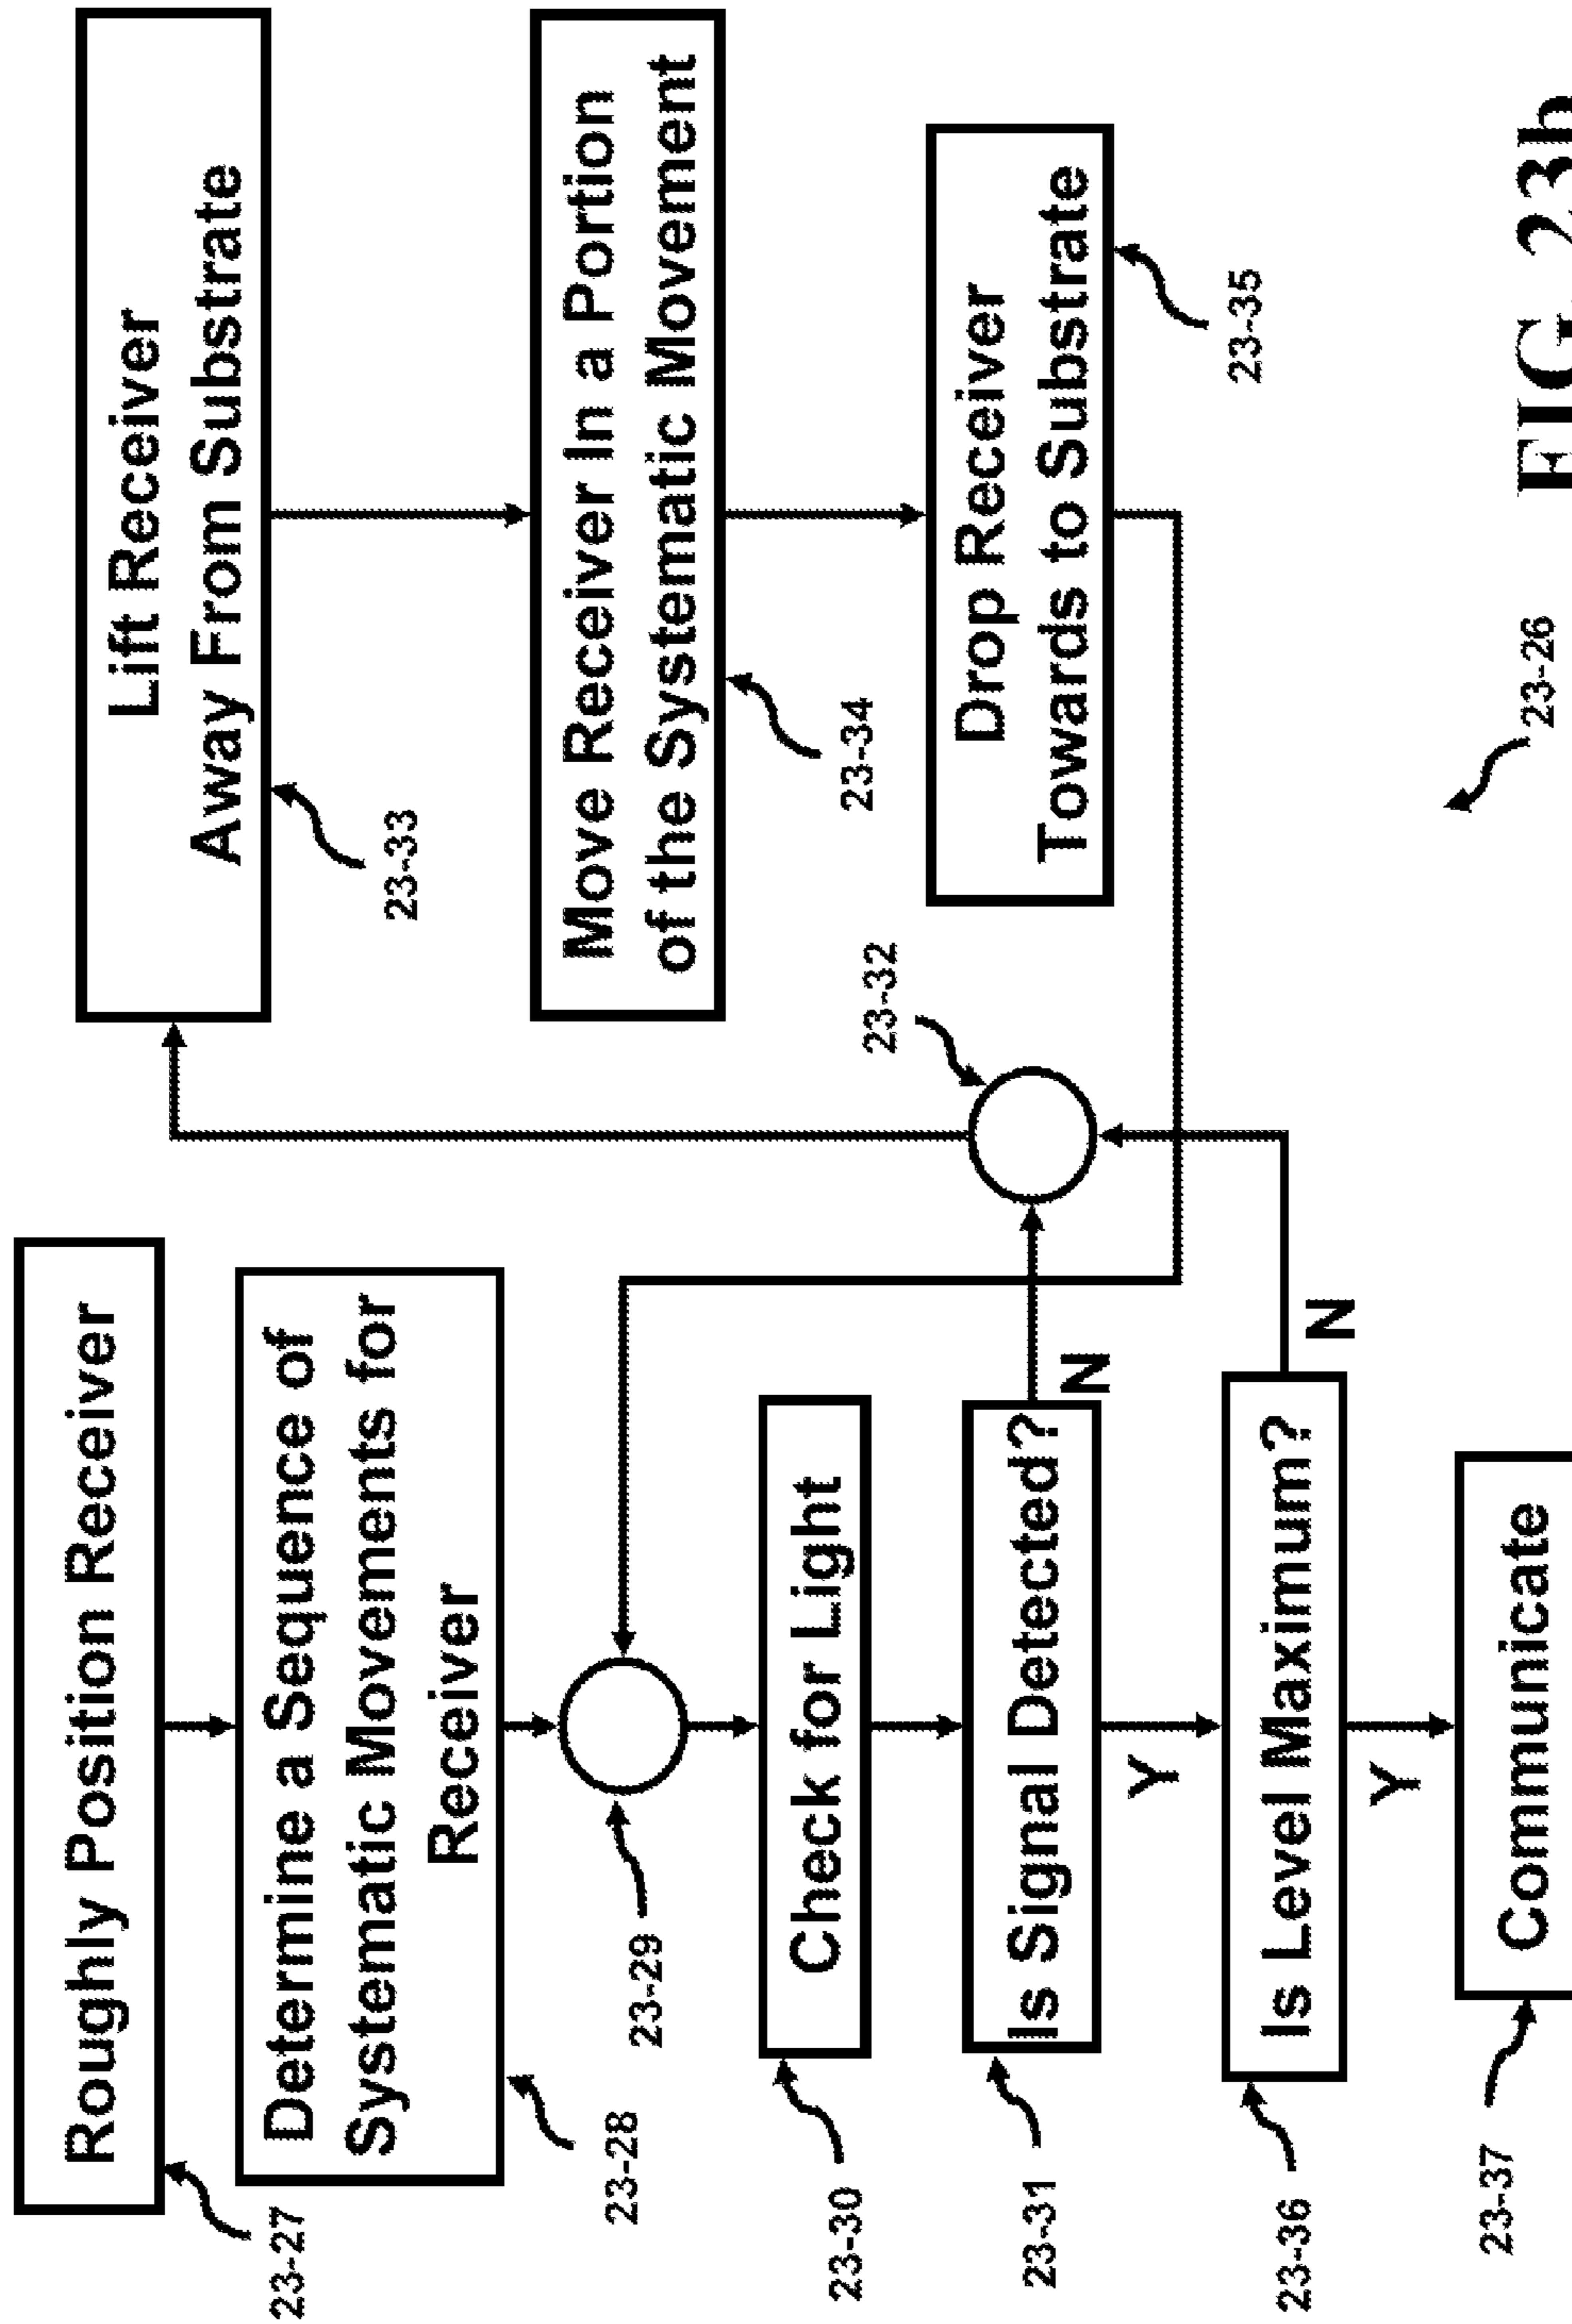 Roughly Position Receiver
23-27
Determine a Sequence of
Systematic Movements for
Receiver
23-28
23-29
Check for Light
23-30
Is Signal Detected?
N
Y
23-31
Is Level Maximum?
N
Y
23-36
Communicate
23-37
23-32
Lift Receiver
Away From Substrate
23-33
Move Receiver In a Portion
of the Systematic Movement
23-34
Drop Receiver
Towards to Substrate
23-35
23-26
FIG. 23b